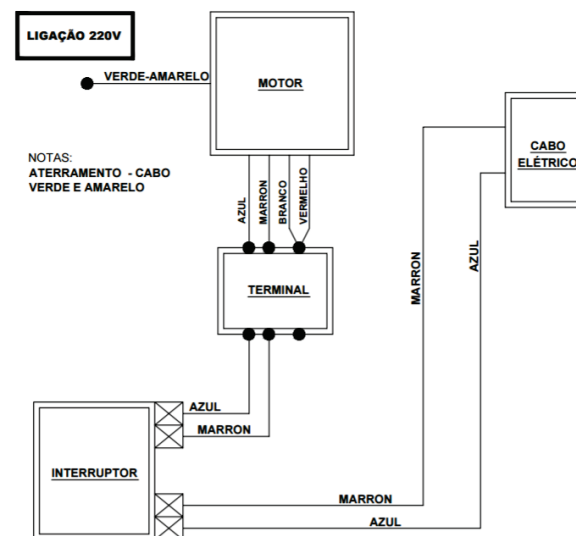 LIGAÇÃO 220V
VERDE-AMARELO
MOTOR
NOTAS:
ATERRAMENTO - CABO
VERDE E AMARELO
CABO
ELÉTRICO
AZUL
MARRON
BRANCO
VERMELHO
TERMINAL
MARRON
AZUL
AZUL
MARRON
INTERRUPTOR
MARRON
AZUL